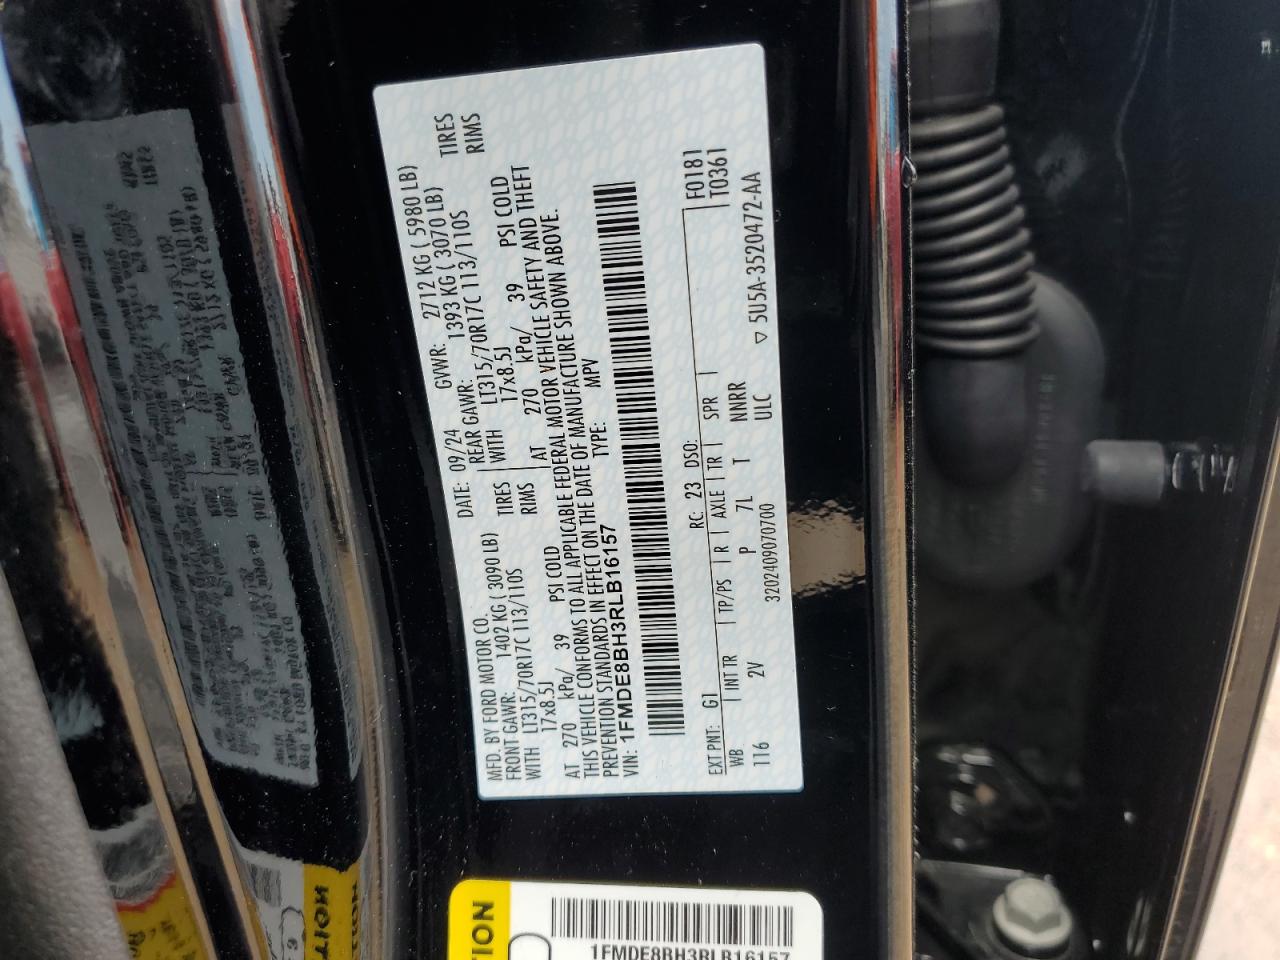 MFD. BY FORD MOTOR CO.
DATE: 09/24 GVWR: 2712 KG ( 5980 LB)
FRONT GAWR: 1402 KG ( 3090 LB) REAR GAWR: 1393 KG ( 3070 LB)
WITH LT315/70R17C 113/110S TIRES WITH LT315/70R17C 113/110S TIRES
17x8.5J RIMS 17x8.5J RIMS
AT 270 kPa/ 39 PSI COLD AT 270 kPa/ 39 PSI COLD
THIS VEHICLE CONFORMS TO ALL APPLICABLE FEDERAL MOTOR VEHICLE SAFETY AND THEFT
PREVENTION STANDARDS IN EFFECT ON THE DATE OF MANUFACTURE SHOWN ABOVE.
VIN: 1FMDE8BH3RLB16157 TYPE: MPV
EXT PNT: G1 RC: 23 DSO: F0181
WB INT TR TP/PS R AXLE TR SPR T0361
116 2V P 7L T NNRR
ULC
3202409070700 ▽ 5U5A-3520472-AA
TION
1FMDE8BH3RLB16157